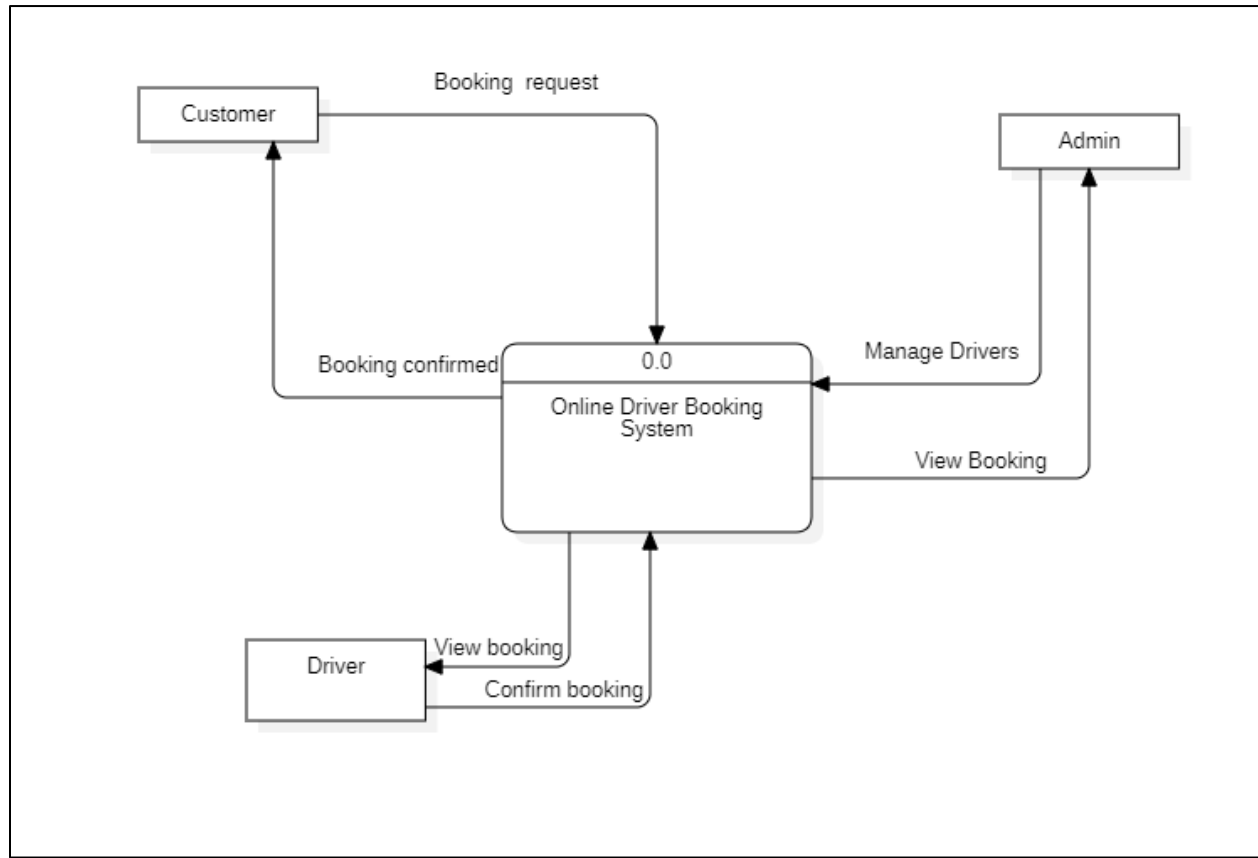 Booking request
Customer
Admin
Manage Drivers
Booking confirmed
0.0
Online Driver Booking
System
View Booking
View booking
Driver
Confirm booking